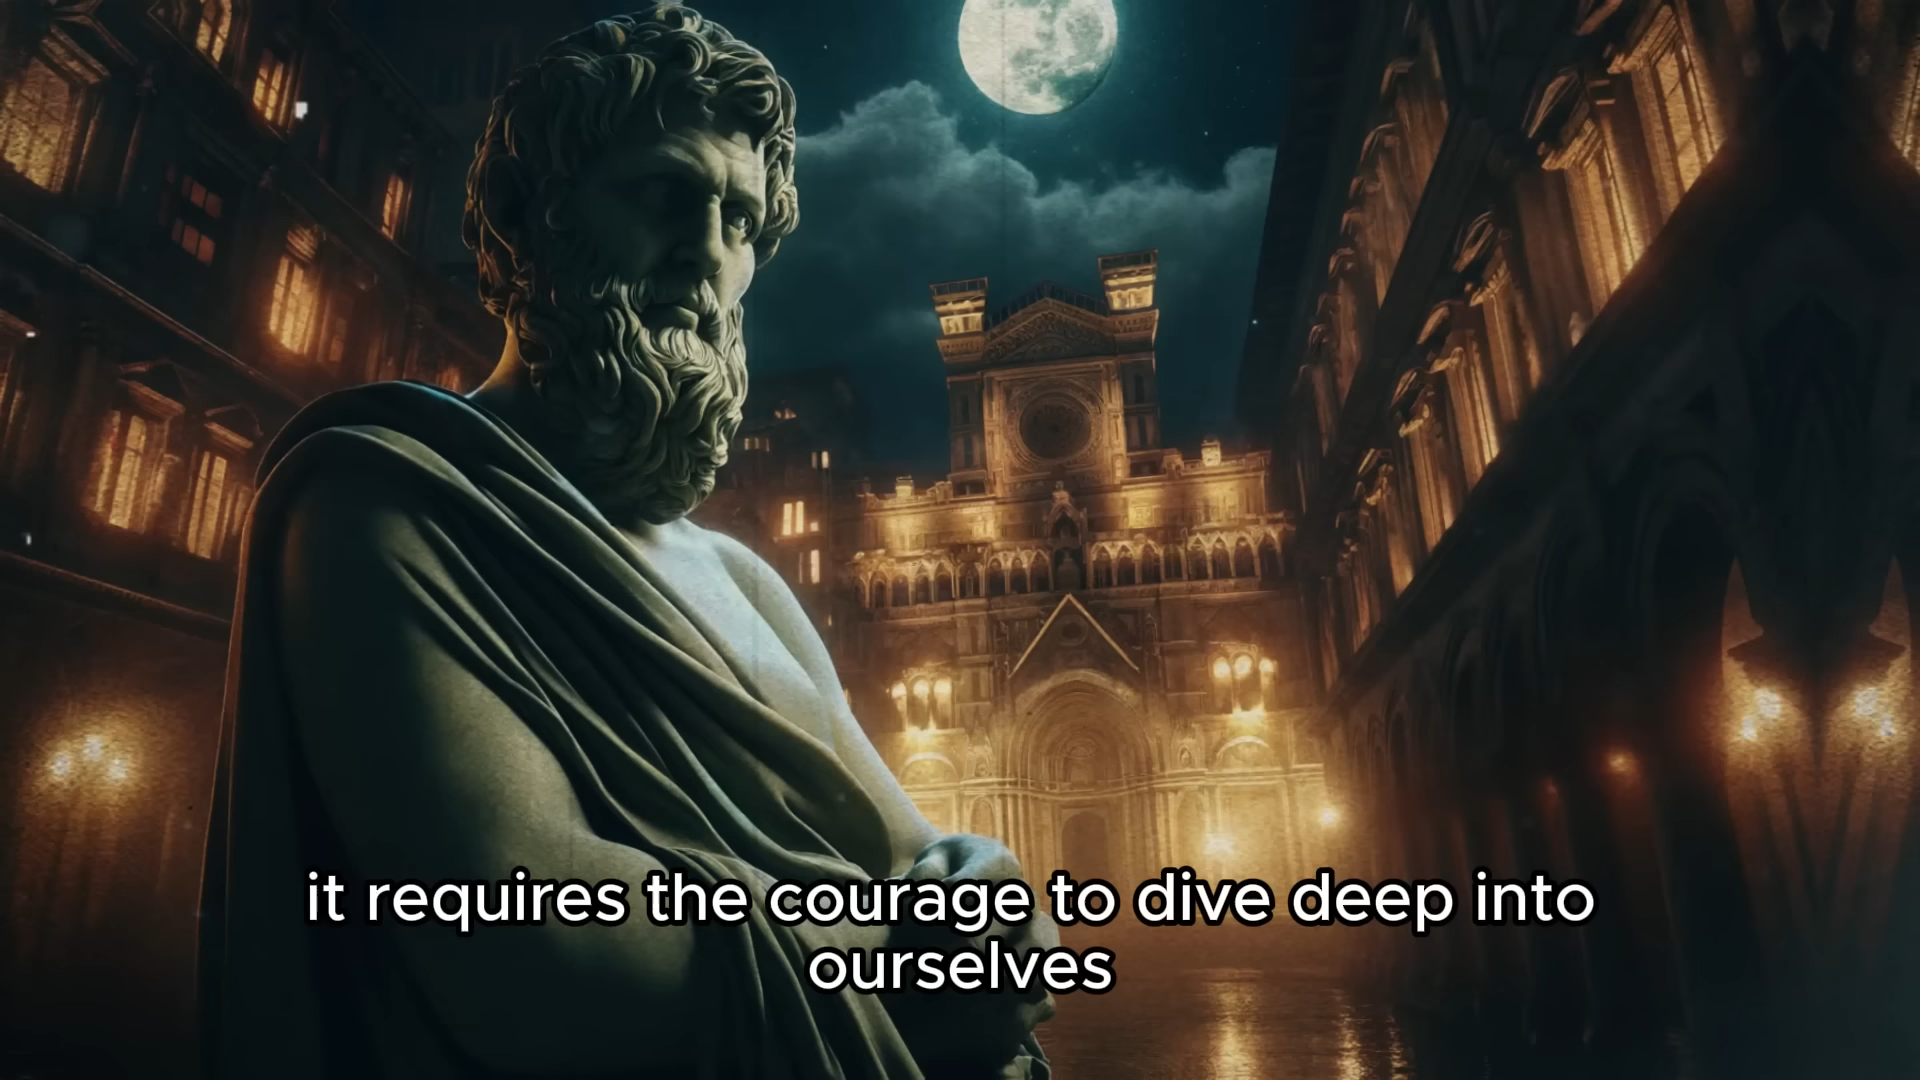 it requires the courage to dive deep into
ourselves